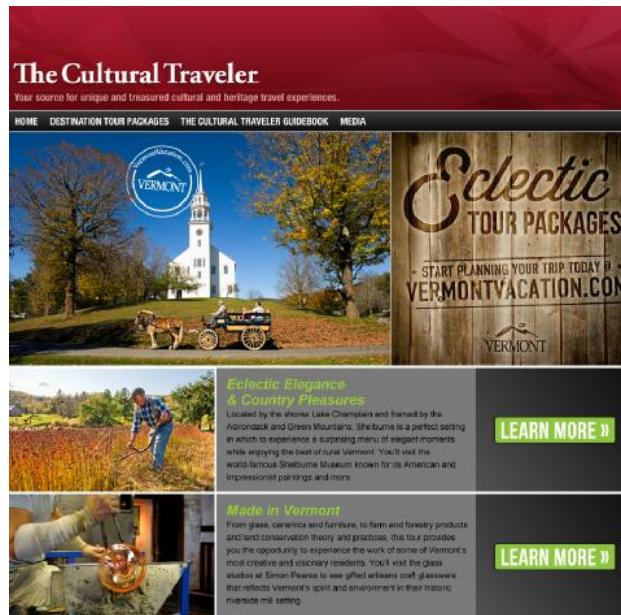 The Cultural Traveler
Your source for unique and treasured cultural and heritage travel experiences.
HOME DESTINATION TOUR PACKAGES THE CULTURAL TRAVELER GUIDEBOOK MEDIA
VermontVacation.com
VERMONT
Eclectic
TOUR PACKAGES
START PLANNING YOUR TRIP TODAY @
VERMONTVACATION.COM
VERMONT
Eclectic Elegance
& Country Pleasures
Located by the shores Lake Champlain and framed by the
Adirondack and Green Mountains, Shelburne is a perfect setting
in which to experience a surprising menu of elegant moments
while enjoying the best of rural Vermont. You'll visit the
world-famous Shelburne Museum known for its American and
Impressionist paintings and more.
LEARN MORE »
Made in Vermont
From glass, ceramics and furniture, to farm and forestry products
and land conservation theory and practices, this tour provides
you the opportunity to experience the work of some of Vermont's
most creative and visionary residents. You'll visit the glass
studios at Simon Pearce to see gifted artisans craft glassware
that reflects Vermont's spirit and environment in their historic
riverside mill setting.
LEARN MORE »